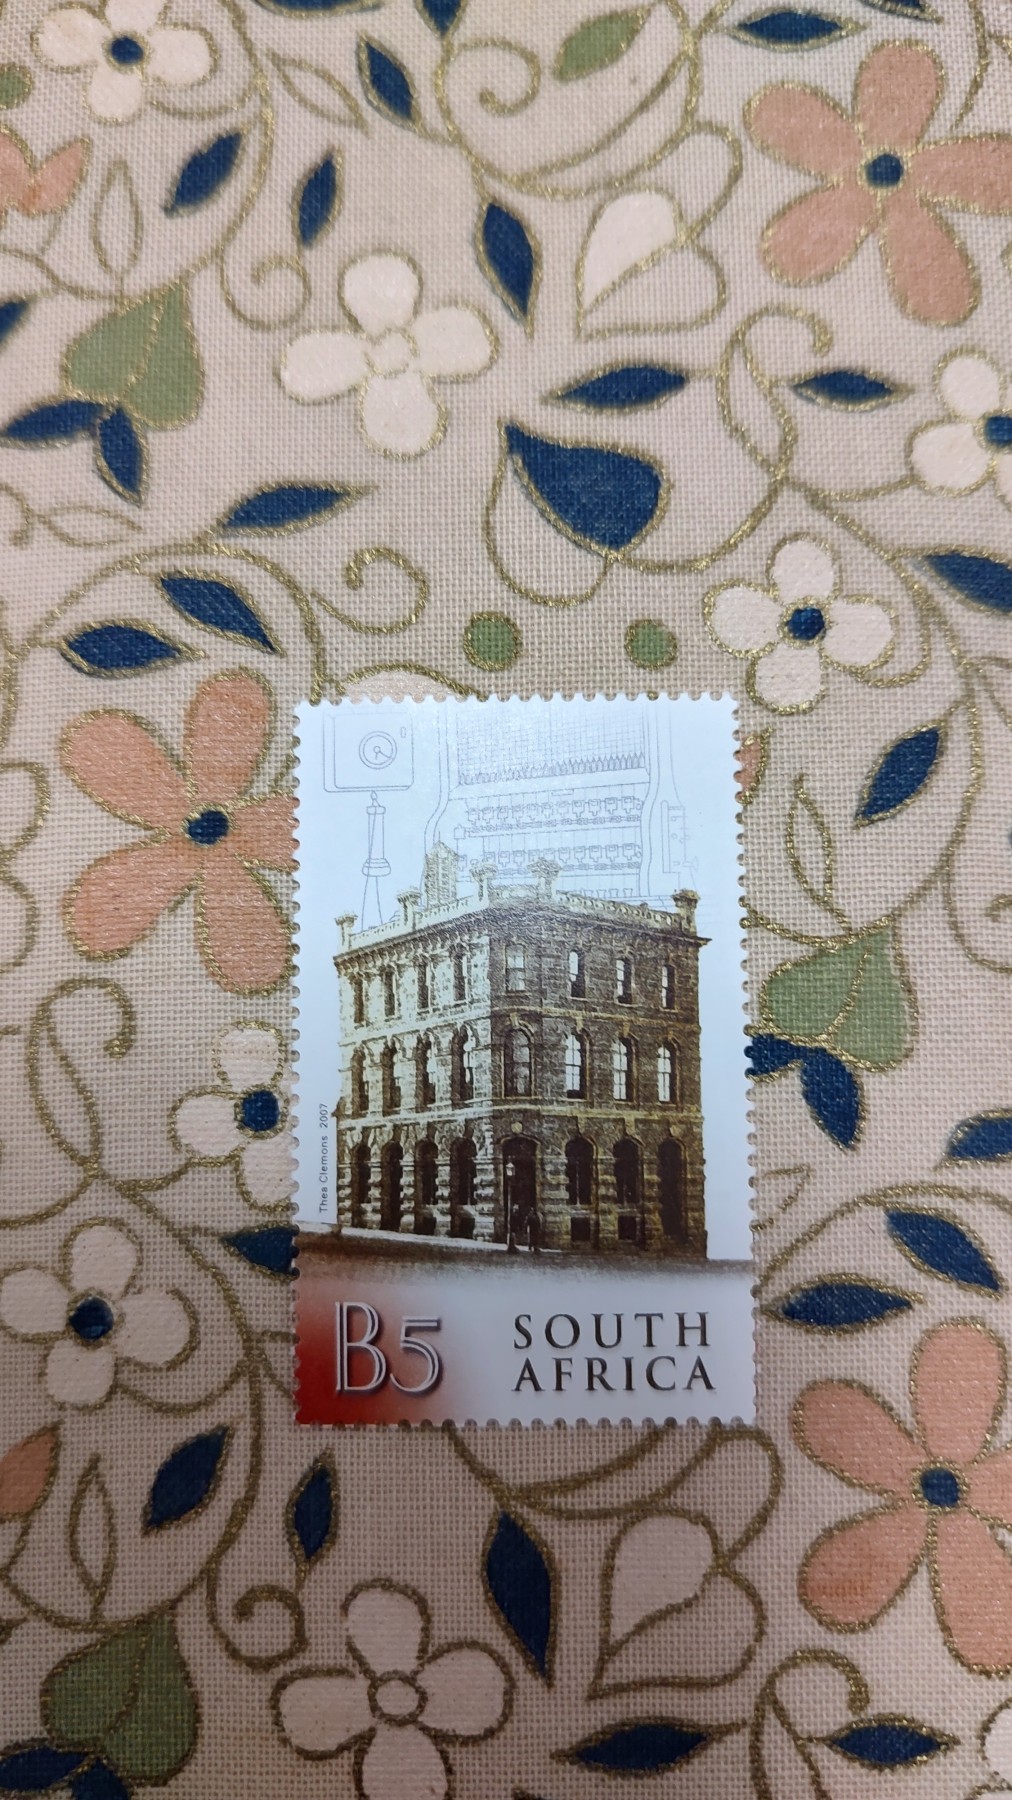 Thea Clemons 2007
B5
SOUTH
AFRICA